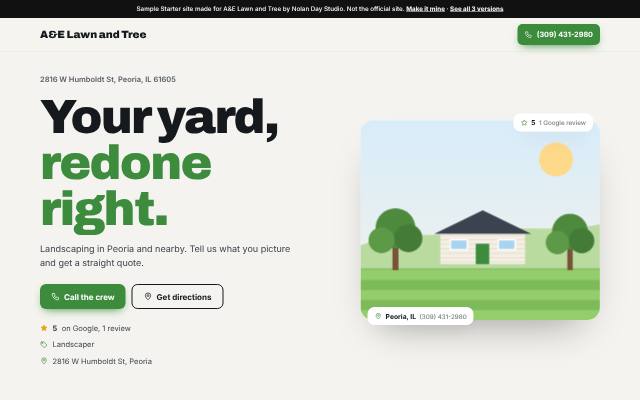 Sample Starter site made for A&E Lawn and Tree by Nolan Day Studio. Not the official site. Make it mine · See all 3 versions
A&E Lawn and Tree
(309) 431-2980
2816 W Humboldt St, Peoria, IL 61605
Your yard,
redone
right.
Landscaping in Peoria and nearby. Tell us what you picture
and get a straight quote.
Call the crew
Get directions
5 on Google, 1 review
Landscaper
2816 W Humboldt St, Peoria
5 1 Google review
Peoria, IL (309) 431-2980